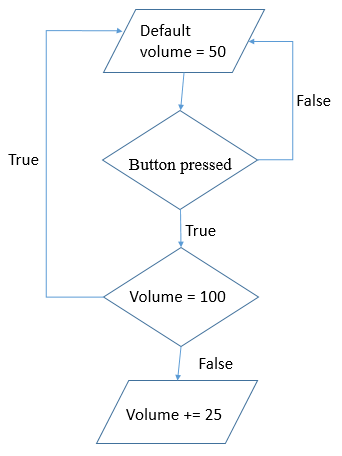 Default
volume = 50
False
True
Button pressed
True
Volume = 100
False
Volume += 25